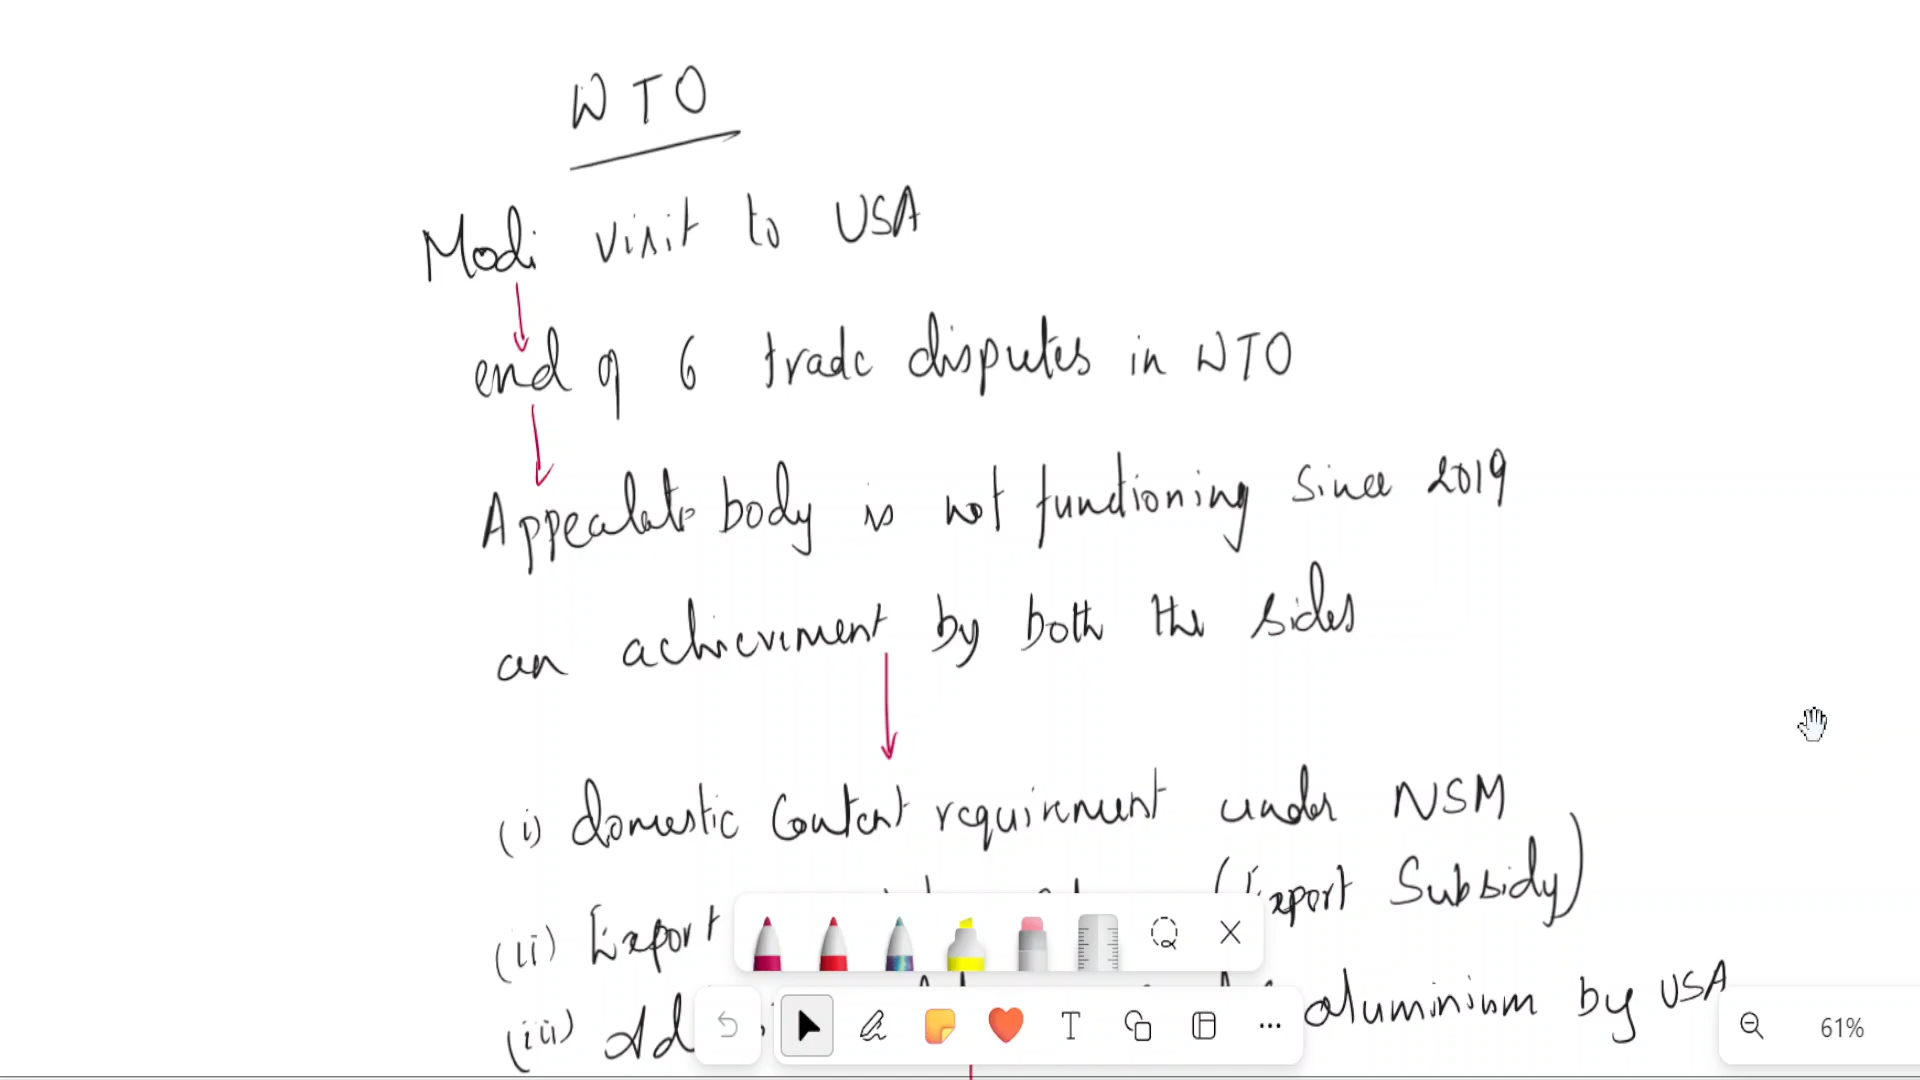 WTO
Modi visit to USA
end of 6 trade disputes in WTO
Appealate body is not functioning since 2019
an achievement by both the sides
(i) domestic content requirement under NSM
(ii) Export (Export Subsidy)
(iii) aluminium by USA
T
61%